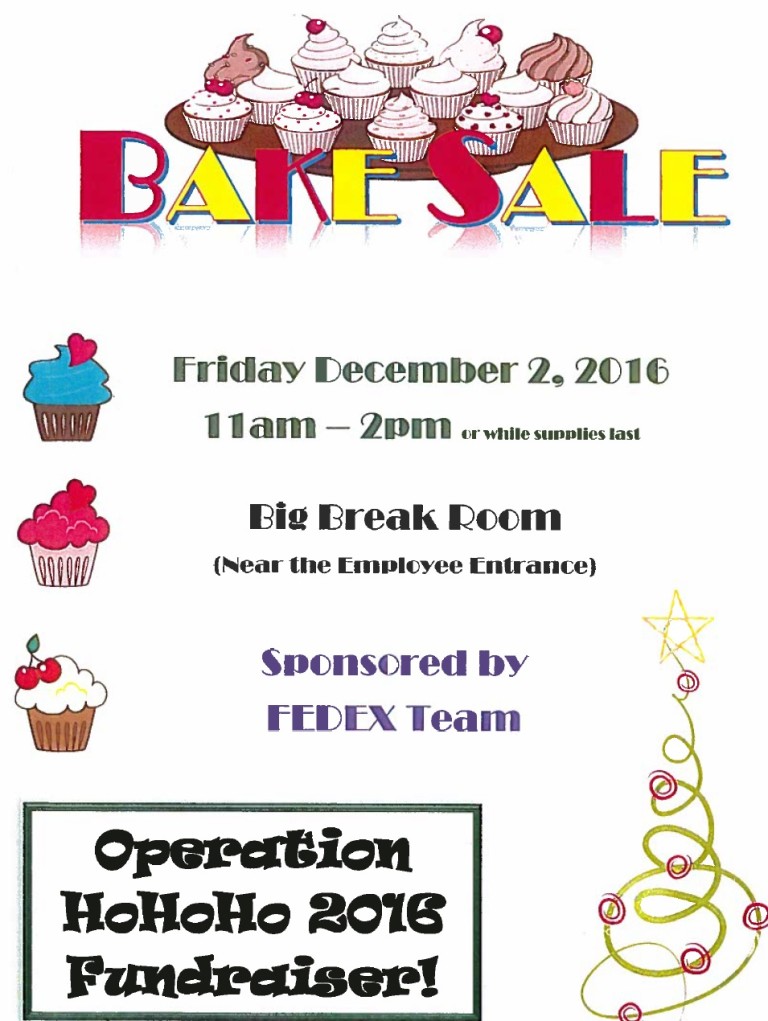 BAKE SALE
Friday December 2, 2016
11am – 2pm or while supplies last
Big Break Room
(Near the Employee Entrance)
Sponsored by
FEDEX Team
Operation
HoHoHo 2016
Fundraiser!